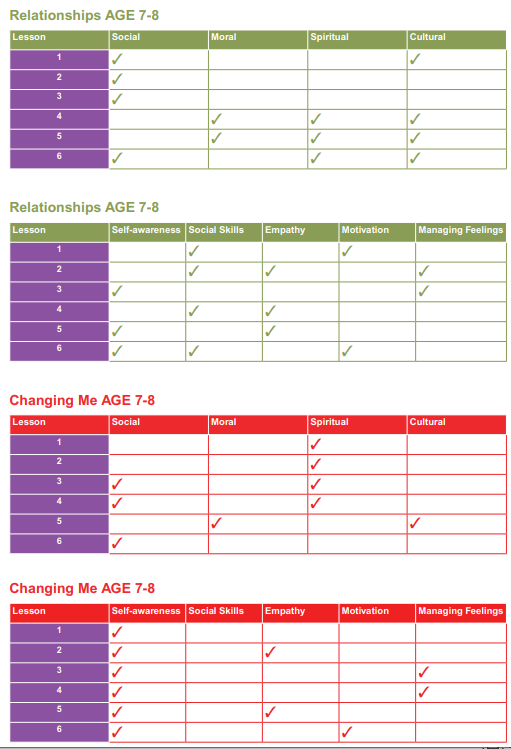 Relationships AGE 7-8
Lesson Social Moral Spiritual Cultural
1 ✓ ✓
2 ✓
3 ✓
4 ✓ ✓ ✓
5 ✓ ✓ ✓
6 ✓ ✓ ✓
Relationships AGE 7-8
Lesson Self-awareness Social Skills Empathy Motivation Managing Feelings
1 ✓ ✓
2 ✓ ✓ ✓
3 ✓ ✓
4 ✓ ✓
5 ✓ ✓
6 ✓ ✓ ✓
Changing Me AGE 7-8
Lesson Social Moral Spiritual Cultural
1 ✓
2 ✓
3 ✓ ✓
4 ✓ ✓
5 ✓ ✓
6 ✓
Changing Me AGE 7-8
Lesson Self-awareness Social Skills Empathy Motivation Managing Feelings
1 ✓
2 ✓ ✓
3 ✓ ✓
4 ✓ ✓
5 ✓ ✓
6 ✓ ✓